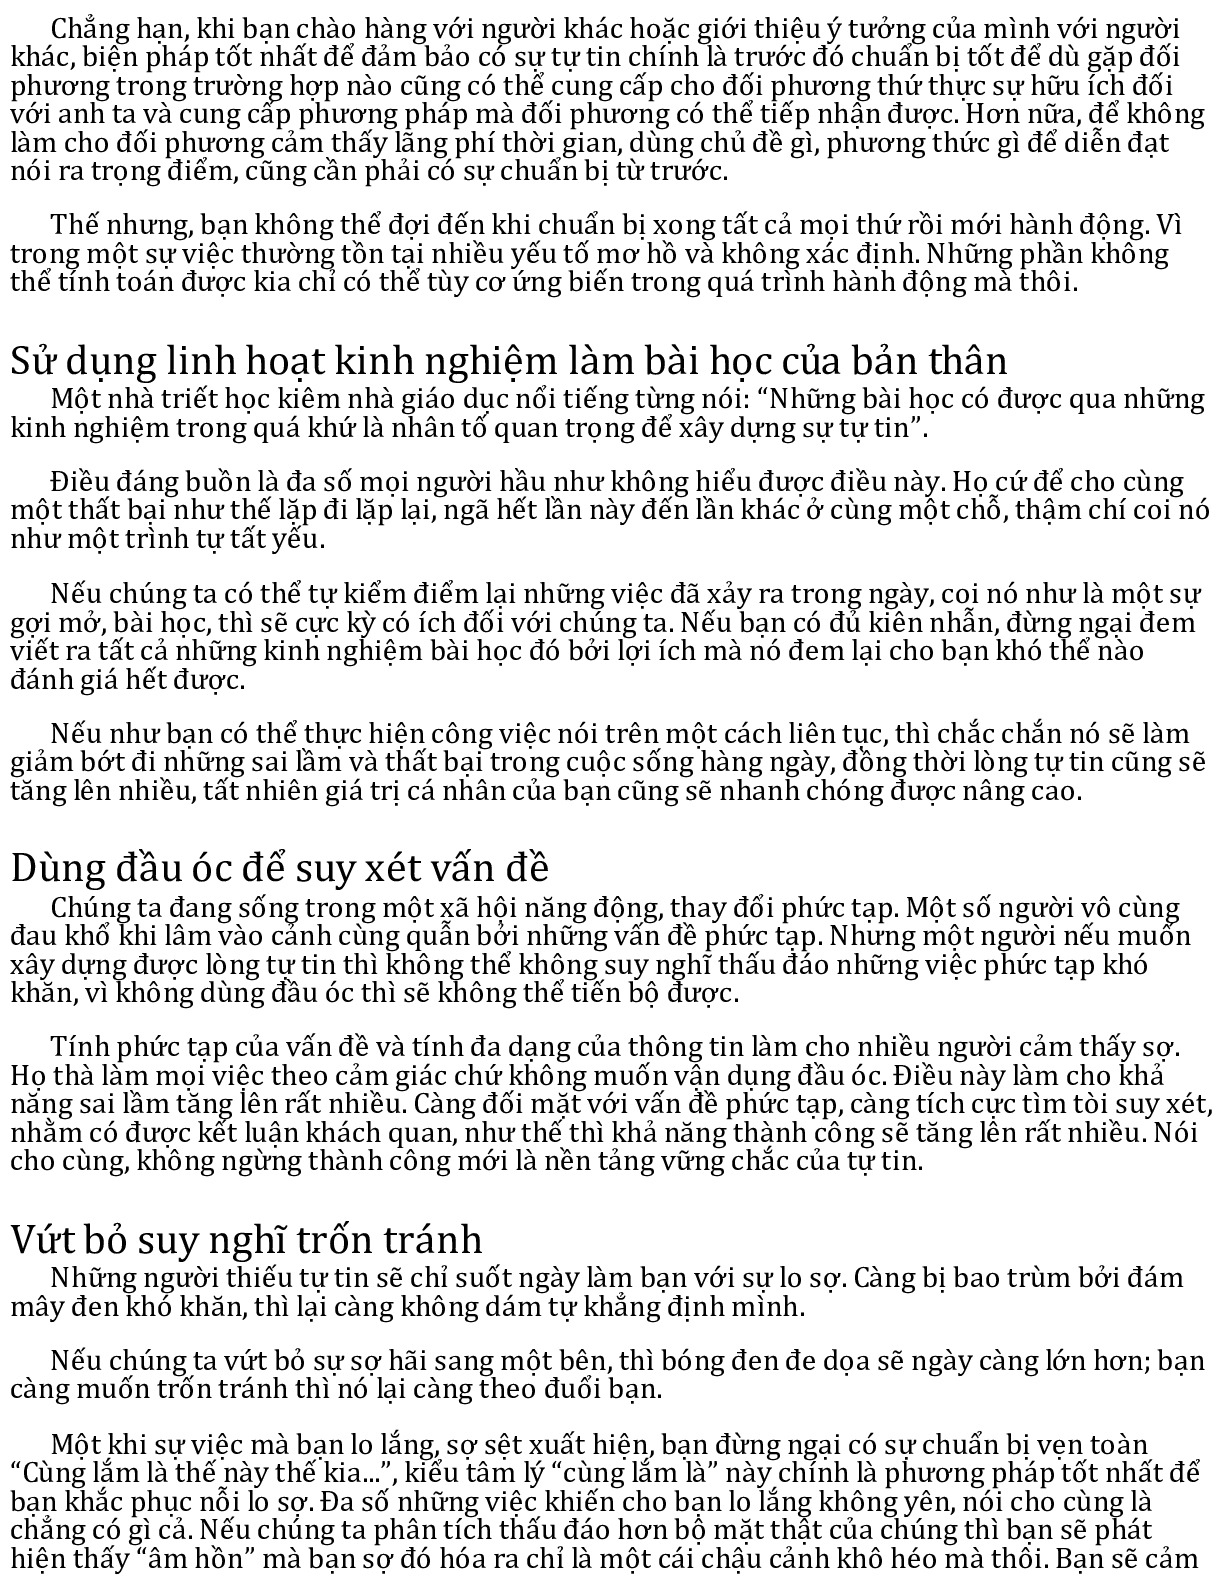 Chẳng hạn, khi bạn chào hàng với người khác hoặc giới thiệu ý tưởng của mình với người
khác, biện pháp tốt nhất để đảm bảo có sự tự tin chính là trước đó chuẩn bị tốt để dù gặp đối
phương trong trường hợp nào cũng có thể cung cấp cho đối phương thứ thực sự hữu ích đối
với anh ta và cung cấp phương pháp mà đối phương có thể tiếp nhận được. Hơn nữa, để không
làm cho đối phương cảm thấy lãng phí thời gian, dùng chủ đề gì, phương thức gì để diễn đạt
nói ra trọng điểm, cũng cần phải có sự chuẩn bị từ trước.
Thế nhưng, bạn không thể đợi đến khi chuẩn bị xong tất cả mọi thứ rồi mới hành động. Vì
trong một sự việc thường tồn tại nhiều yếu tố mơ hồ và không xác định. Những phần không
thể tính toán được kia chỉ có thể tùy cơ ứng biến trong quá trình hành động mà thôi.
Sử dụng linh hoạt kinh nghiệm làm bài học của bản thân
Một nhà triết học kiêm nhà giáo dục nổi tiếng từng nói: “Những bài học có được qua những
kinh nghiệm trong quá khứ là nhân tố quan trọng để xây dựng sự tự tin”.
Điều đáng buồn là đa số mọi người hầu như không hiểu được điều này. Họ cứ để cho cùng
một thất bại như thế lặp đi lặp lại, ngã hết lần này đến lần khác ở cùng một chỗ, thậm chí coi nó
như một trình tự tất yếu.
Nếu chúng ta có thể tự kiểm điểm lại những việc đã xảy ra trong ngày, coi nó như là một sự
gợi mở, bài học, thì sẽ cực kỳ có ích đối với chúng ta. Nếu bạn có đủ kiên nhẫn, đừng ngại đem
viết ra tất cả những kinh nghiệm bài học đó bởi lợi ích mà nó đem lại cho bạn khó thể nào
đánh giá hết được.
Nếu như bạn có thể thực hiện công việc nói trên một cách liên tục, thì chắc chắn nó sẽ làm
giảm bớt đi những sai lầm và thất bại trong cuộc sống hàng ngày, đồng thời lòng tự tin cũng sẽ
tăng lên nhiều, tất nhiên giá trị cá nhân của bạn cũng sẽ nhanh chóng được nâng cao.
Dùng đầu óc để suy xét vấn đề
Chúng ta đang sống trong một xã hội năng động, thay đổi phức tạp. Một số người vô cùng
đau khổ khi lâm vào cảnh cùng quẫn bởi những vấn đề phức tạp. Nhưng một người nếu muốn
xây dựng được lòng tự tin thì không thể không suy nghĩ thấu đáo những việc phức tạp khó
khăn, vì không dùng đầu óc thì sẽ không thể tiến bộ được.
Tính phức tạp của vấn đề và tính đa dạng của thông tin làm cho nhiều người cảm thấy sợ.
Họ thà làm mọi việc theo cảm giác chứ không muốn vận dụng đầu óc. Điều này làm cho khả
năng sai lầm tăng lên rất nhiều. Càng đối mặt với vấn đề phức tạp, càng tích cực tìm tòi suy xét,
nhằm có được kết luận khách quan, như thế thì khả năng thành công sẽ tăng lên rất nhiều. Nói
cho cùng, không ngừng thành công mới là nền tảng vững chắc của tự tin.
Vứt bỏ suy nghĩ trốn tránh
Những người thiếu tự tin sẽ chỉ suốt ngày làm bạn với sự lo sợ. Càng bị bao trùm bởi đám
mây đen khó khăn, thì lại càng không dám tự khẳng định mình.
Nếu chúng ta vứt bỏ sự sợ hãi sang một bên, thì bóng đen đe dọa sẽ ngày càng lớn hơn; bạn
càng muốn trốn tránh thì nó lại càng theo đuổi bạn.
Một khi sự việc mà bạn lo lắng, sợ sệt xuất hiện, bạn đừng ngại có sự chuẩn bị vẹn toàn
“Cùng lắm là thế này thế kia...”, kiểu tâm lý “cùng lắm là” này chính là phương pháp tốt nhất để
bạn khắc phục nỗi lo sợ. Đa số những việc khiến cho bạn lo lắng không yên, nói cho cùng là
chẳng có gì cả. Nếu chúng ta phân tích thấu đáo hơn bộ mặt thật của chúng thì bạn sẽ phát
hiện thấy “âm hồn” mà bạn sợ đó hóa ra chỉ là một cái chậu cảnh khô héo mà thôi. Bạn sẽ cảm